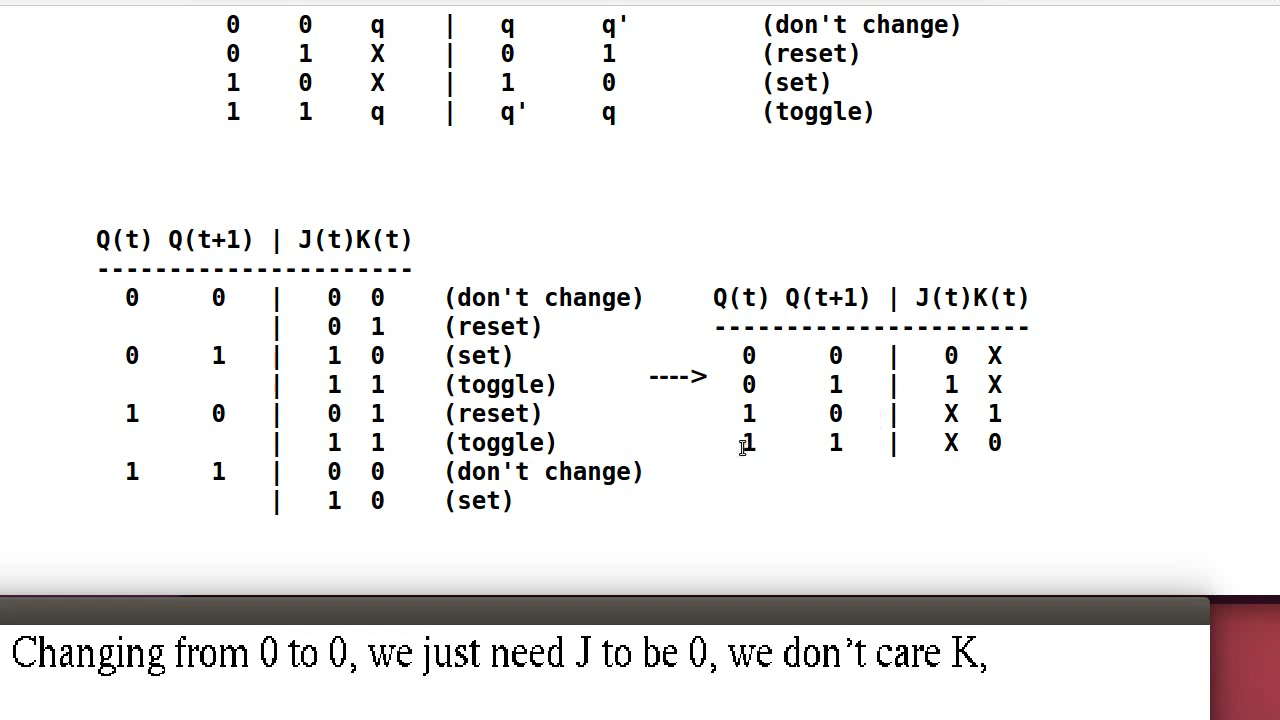 0 0 q | q q' (don't change)
0 1 X | 0 1 (reset)
1 0 X | 1 0 (set)
1 1 q | q' q (toggle)
Q(t) Q(t+1) | J(t)K(t)
----------------------
0 0 | 0 0 (don't change)
| 0 1 (reset)
0 1 | 1 0 (set)
| 1 1 (toggle)
1 0 | 0 1 (reset)
| 1 1 (toggle)
1 1 | 0 0 (don't change)
| 1 0 (set)
---->
Q(t) Q(t+1) | J(t)K(t)
----------------------
0 0 | 0 X
0 1 | 1 X
1 0 | X 1
1 1 | X 0
Changing from 0 to 0, we just need J to be 0, we don’t care K,